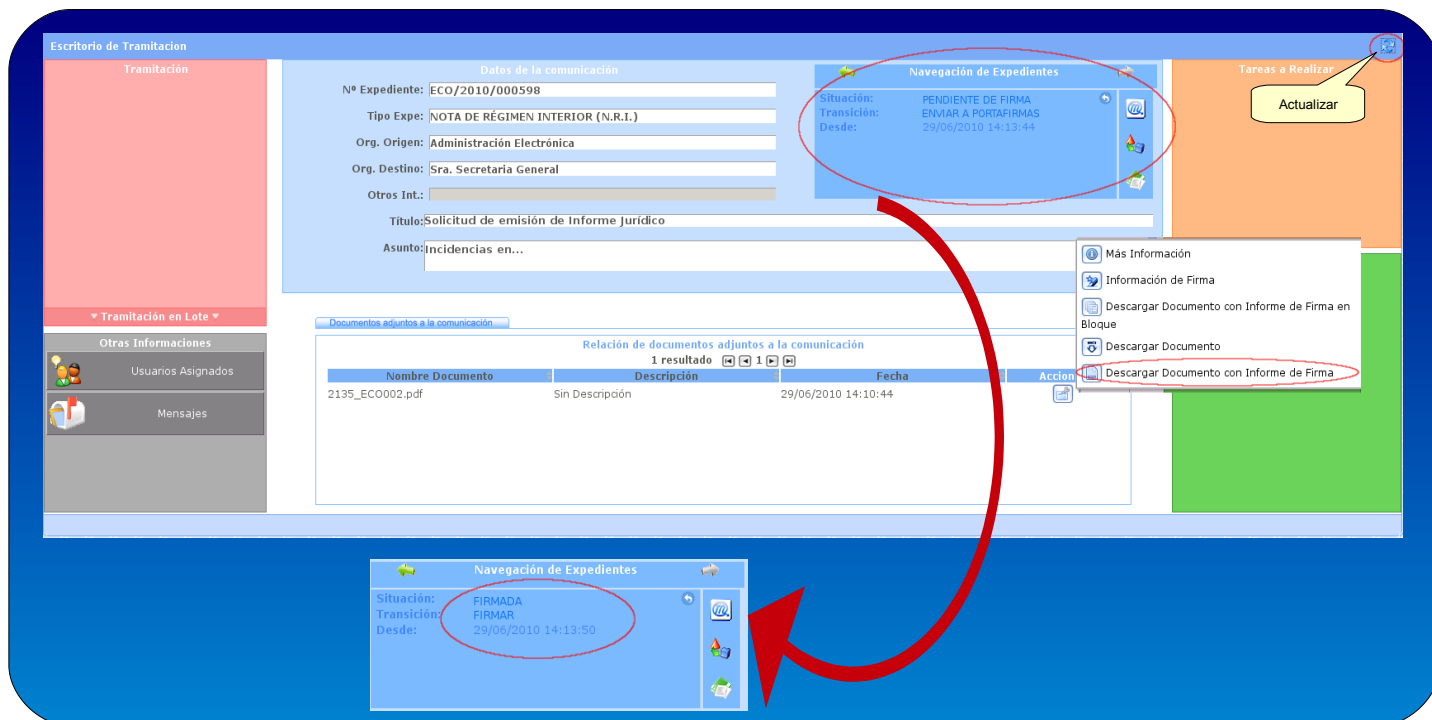 Escritorio de Tramitacion
Tramitación
Datos de la comunicación
Navegación de Expedientes
Tareas a Realizar
Actualizar
Nº Expediente: ECO/2010/000598
Tipo Expe: NOTA DE RÉGIMEN INTERIOR (N.R.I.)
Org. Origen: Administración Electrónica
Org. Destino: Sra. Secretaria General
Otros Int.:
Título: Solicitud de emisión de Informe Jurídico
Asunto: Incidencias en...
Situación: PENDIENTE DE FIRMA
Transición: ENVIAR A PORTAFIRMAS
Desde: 29/06/2010 14:13:44
Más Información
Información de Firma
Descargar Documento con Informe de Firma en
Bloque
Descargar Documento
Descargar Documento con Informe de Firma
Tramitación en Lote
Otras Informaciones
Usuarios Asignados
Mensajes
Documentos adjuntos a la comunicación
Relación de documentos adjuntos a la comunicación
1 resultado 1
Nombre Documento Descripción Fecha Accion
2135_ECO002.pdf Sin Descripción 29/06/2010 14:10:44
Navegación de Expedientes
Situación: FIRMADA
Transición: FIRMAR
Desde: 29/06/2010 14:13:50